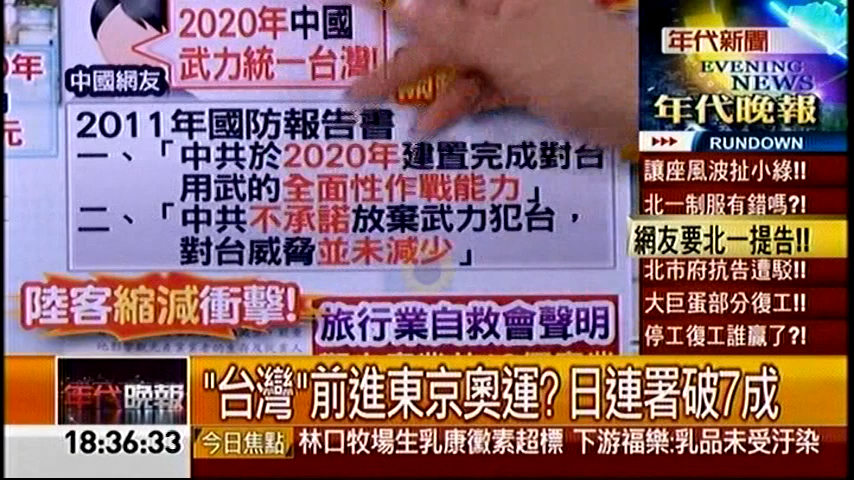 2020年中國
武力統一台灣!
中國網友
2011年國防報告書
一、「中共於2020年建置完成對台
用武的全面性作戰能力」
二、「中共不承諾放棄武力犯台，
對台威脅並未減少」
陸客縮減衝擊!
旅行業自救會聲明
年代新聞
EVENING
NEWS
年代晚報
RUNDOWN
讓座風波扯小綠!!
北一制服有錯嗎?!
網友要北一提告!!
北市府抗告遭駁!!
大巨蛋部分復工!!
停工復工誰贏了?!
年代晚報
"台灣"前進東京奧運? 日連署破7成
18:36:33
今日焦點
林口牧場生乳康黴素超標 下游福樂:乳品未受汙染